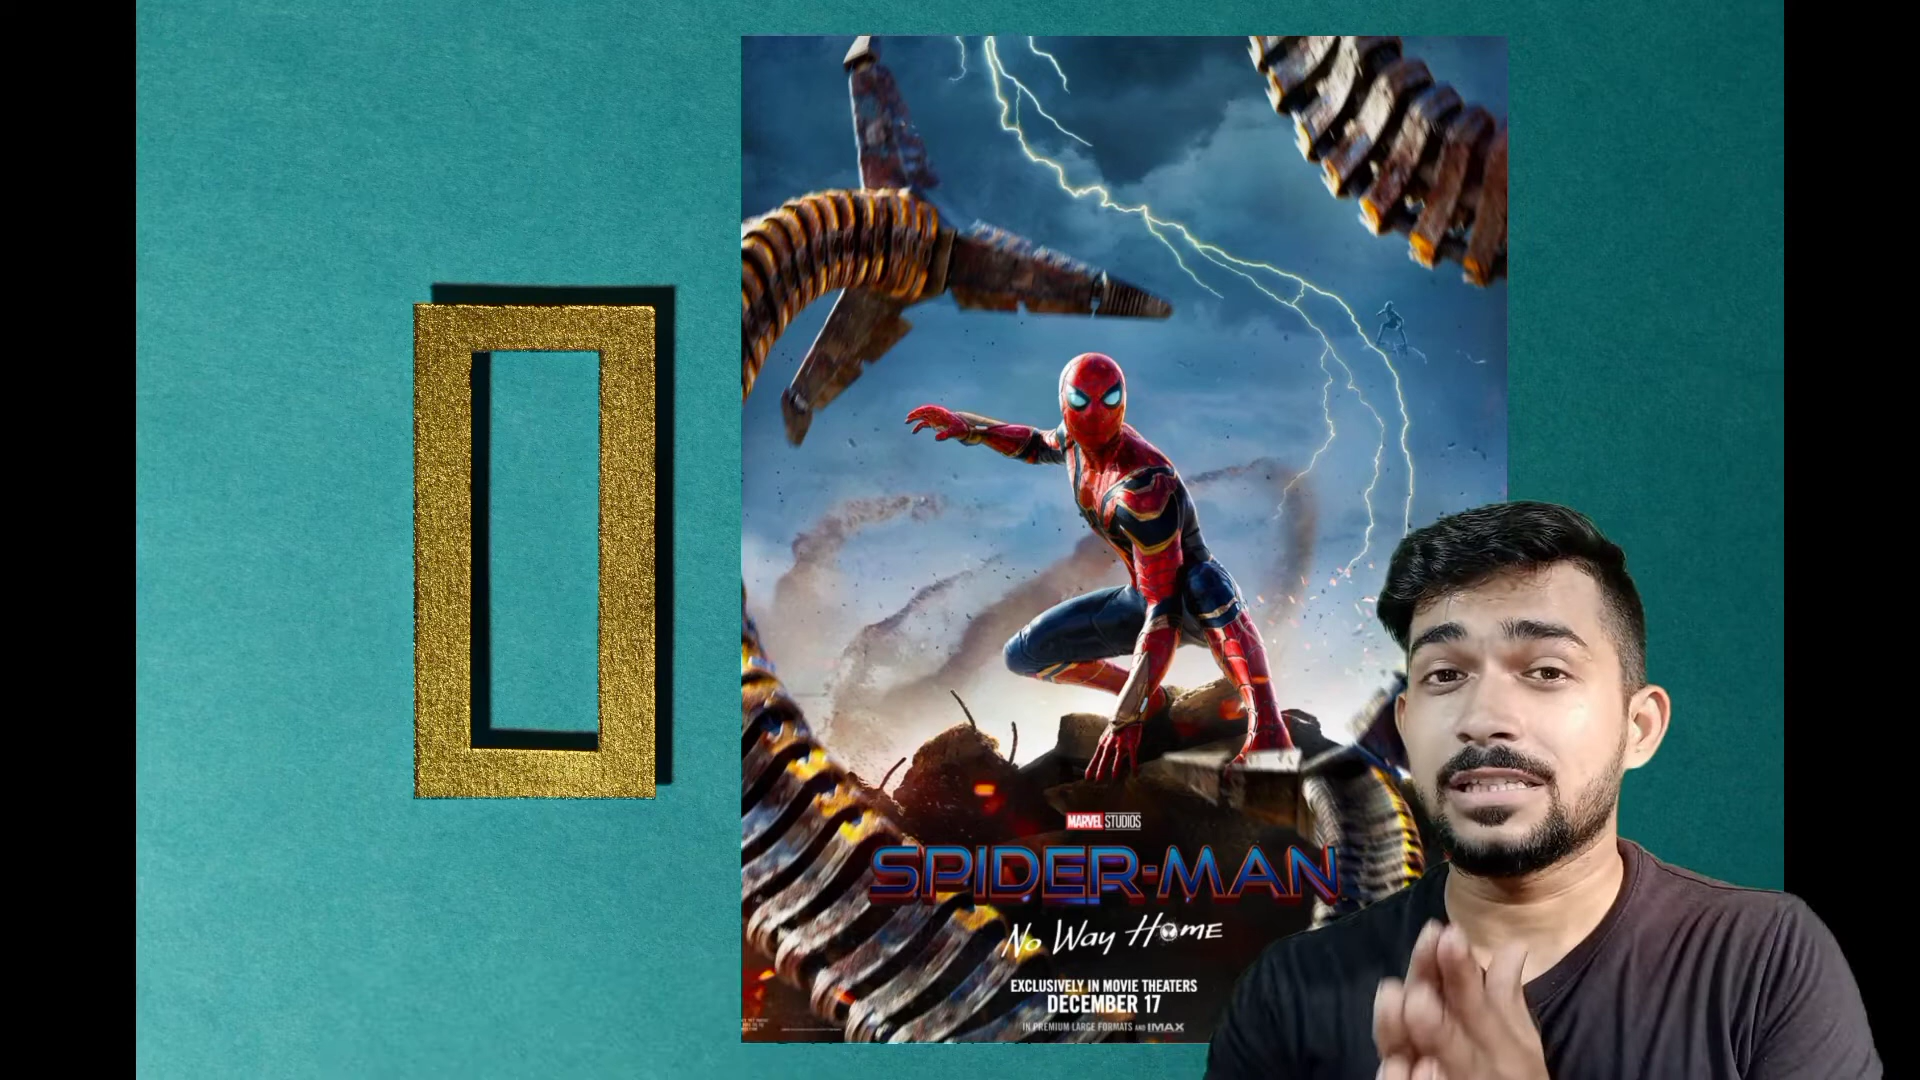 MARVEL STUDIOS
SPIDER-MAN
No Way Home
EXCLUSIVELY IN MOVIE THEATERS
DECEMBER 17
IN PREMIUM LARGE FORMATS AND IMAX